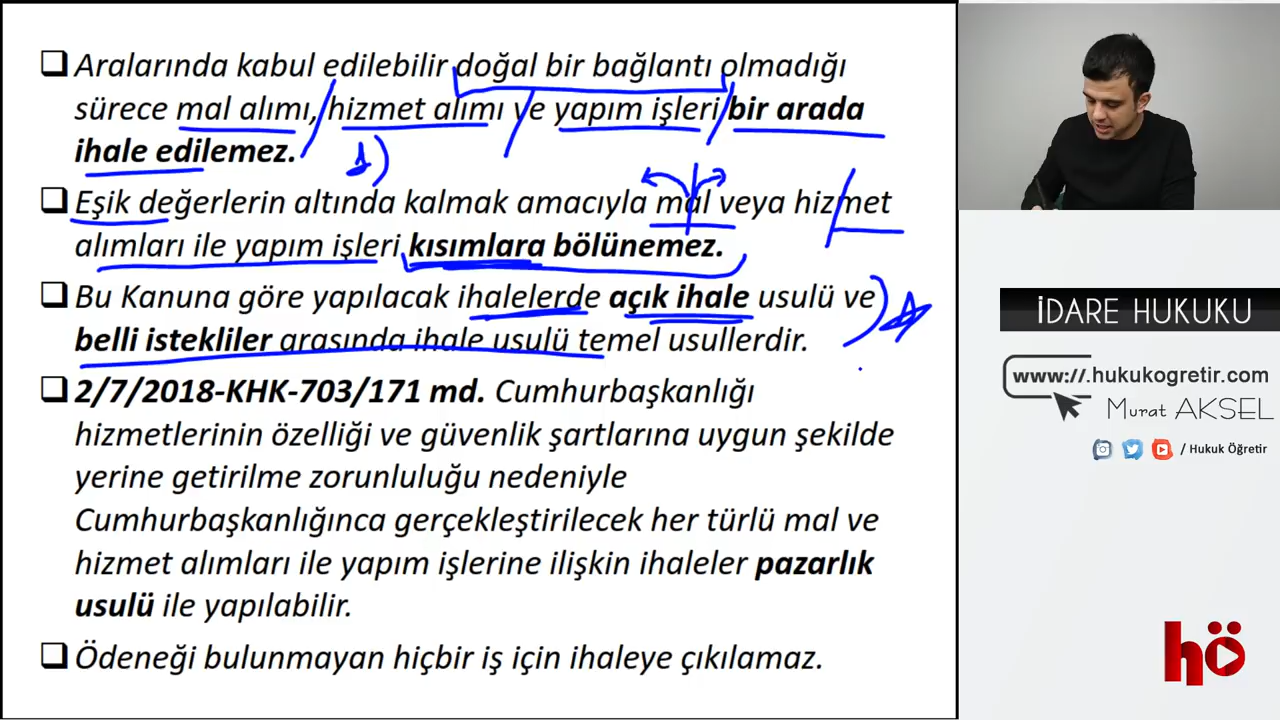 ❑ Aralarında kabul edilebilir doğal bir bağlantı olmadığı
sürece mal alımı, hizmet alımı ve yapım işleri bir arada
ihale edilemez.
1)
❑ Eşik değerlerin altında kalmak amacıyla mal veya hizmet
alımları ile yapım işleri kısımlara bölünemez.
❑ Bu Kanuna göre yapılacak ihalelerde açık ihale usulü ve
belli istekliler arasında ihale usulü temel usullerdir.
❑ 2/7/2018-KHK-703/171 md. Cumhurbaşkanlığı
hizmetlerinin özelliği ve güvenlik şartlarına uygun şekilde
yerine getirilme zorunluluğu nedeniyle
Cumhurbaşkanlığınca gerçekleştirilecek her türlü mal ve
hizmet alımları ile yapım işlerine ilişkin ihaleler pazarlık
usulü ile yapılabilir.
❑ Ödeneği bulunmayan hiçbir iş için ihaleye çıkılamaz.
İDARE HUKUKU
www://.hukukogretir.com
Murat AKSEL
/ Hukuk Öğretir
hö